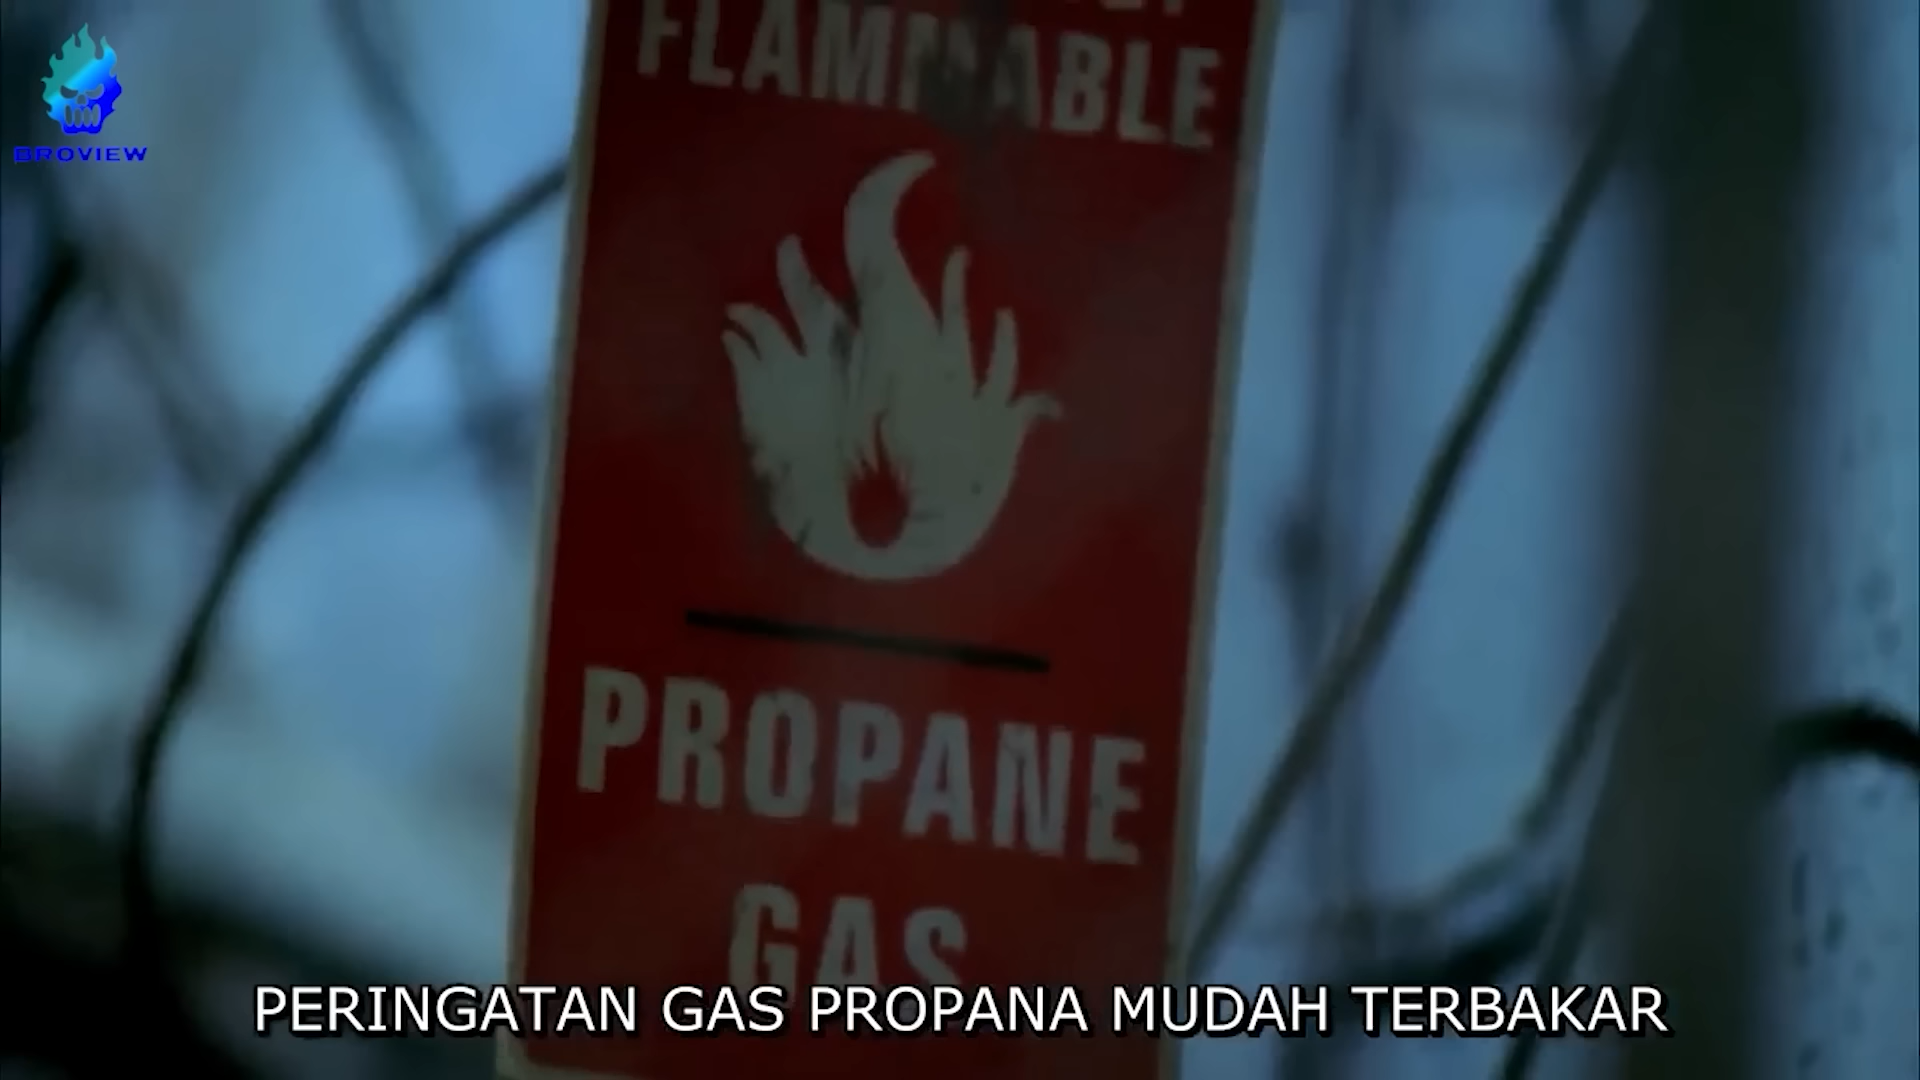 FLAMMABLE
BROVIEW
PROPANE
GAS
PERINGATAN GAS PROPANA MUDAH TERBAKAR